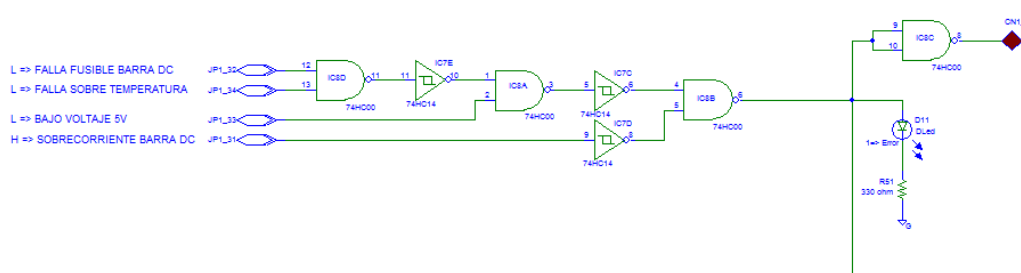 CN1
9
IC8C
8
10
74HC00
L => FALLA FUSIBLE BARRA DC
JP1_32
12
IC8D
11
11
IC7E
10
13
74HC14
74HC00
L => FALLA SOBRE TEMPERATURA
JP1_34
1
IC8A
3
2
74HC00
5
IC7C
6
74HC14
4
IC8B
6
5
74HC00
L => BAJO VOLTAJE 5V
JP1_33
H => SOBRECORRIENTE BARRA DC
JP1_31
9
IC7D
8
74HC14
D11
DLed
1=> Error
R51
330 ohm
G